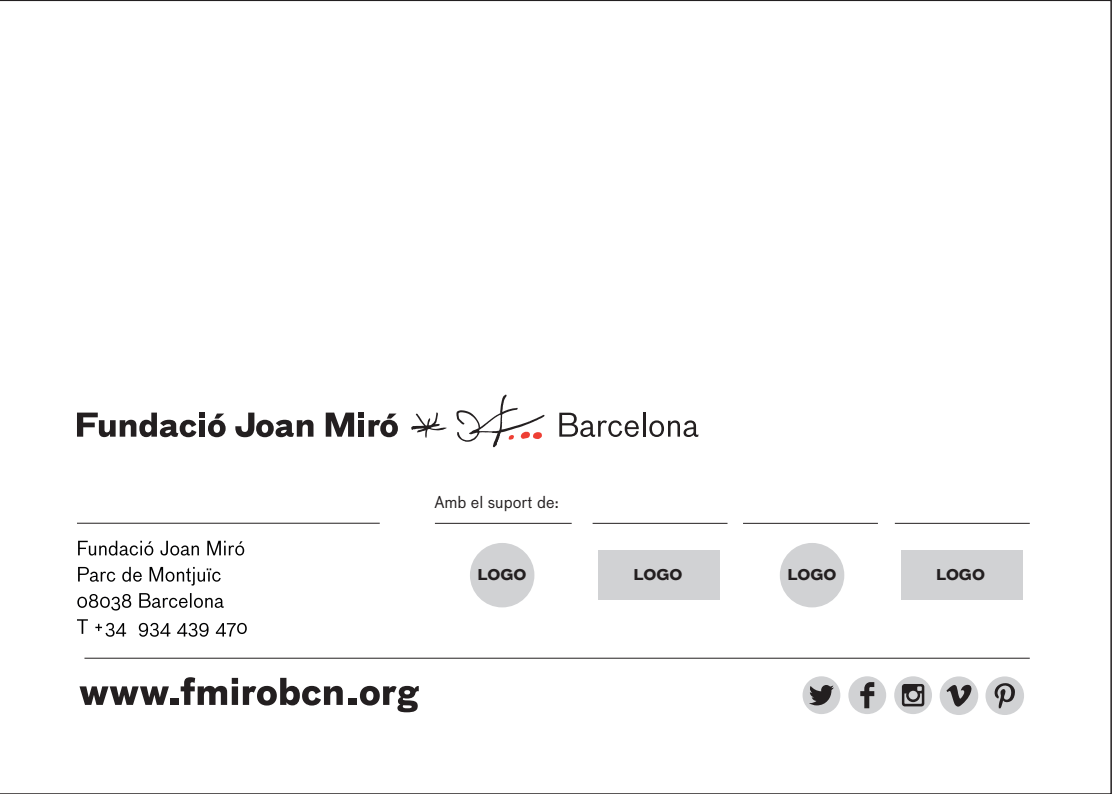 Fundació Joan Miró Barcelona
Amb el suport de:
Fundació Joan Miró
Parc de Montjuïc
08038 Barcelona
T +34 934 439 470
LOGO LOGO LOGO LOGO
www.fmirobcn.org